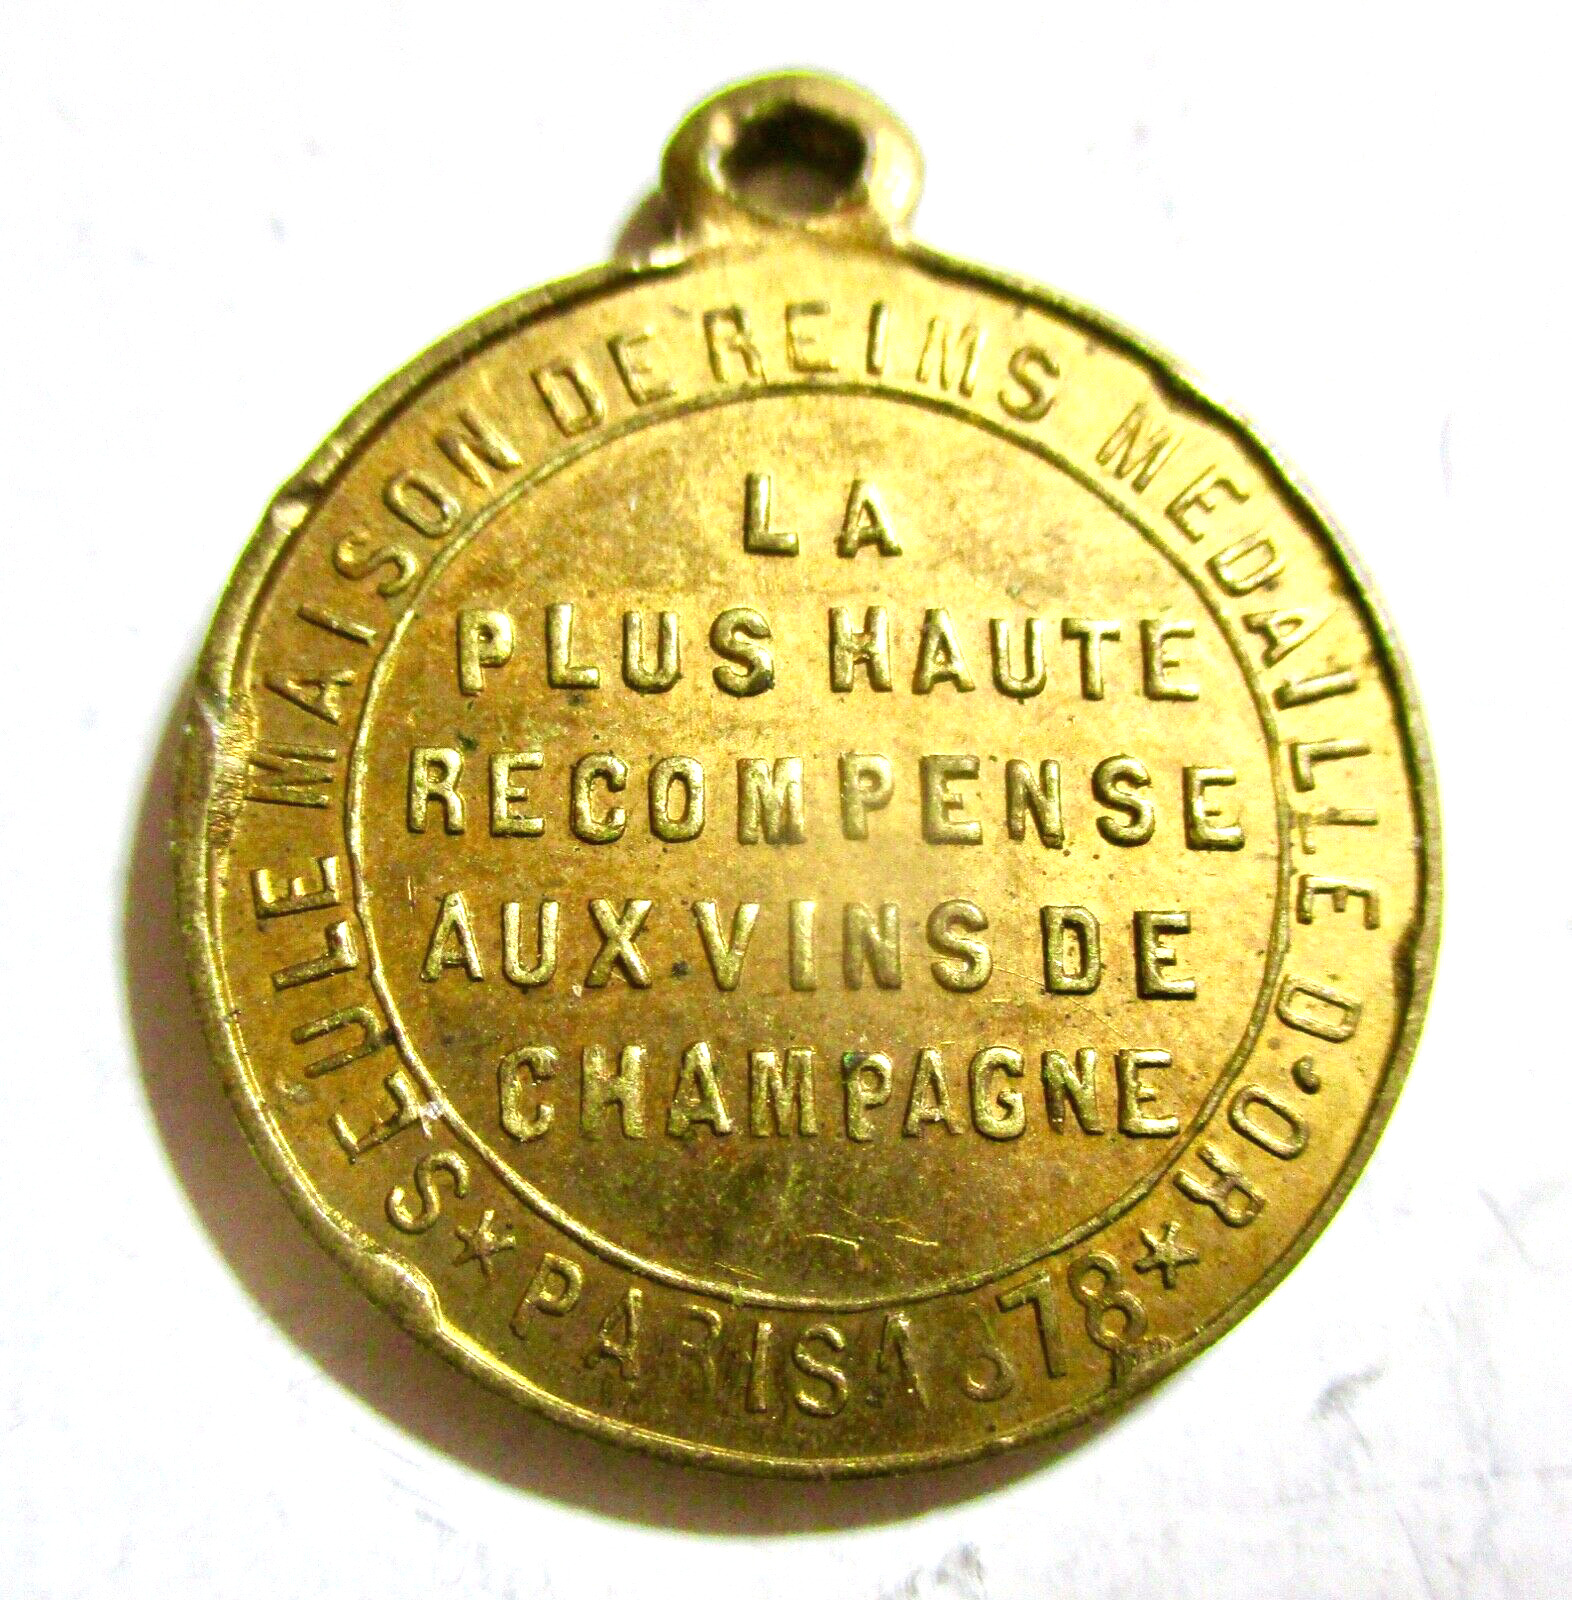 SEULE MAISON DE REIMS MEDAILLE D'OR
LA
PLUS HAUTE
RECOMPENSE
AUX VINS DE
CHAMPAGNE
* PARIS 1878 *